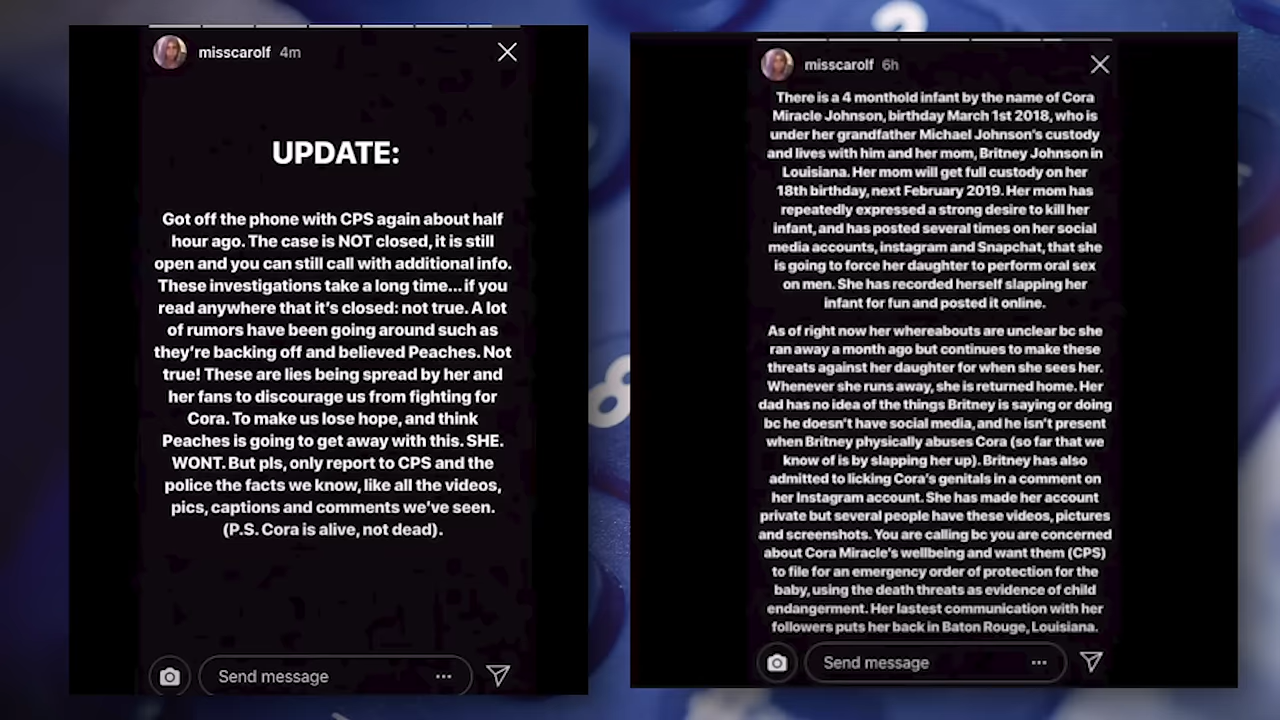 misscarolf 4m
UPDATE:
Got off the phone with CPS again about half
hour ago. The case is NOT closed, it is still
open and you can still call with additional info.
These investigations take a long time... if you
read anywhere that it's closed: not true. A lot
of rumors have been going around such as
they're backing off and believed Peaches. Not
true! These are lies being spread by her and
her fans to discourage us from fighting for
Cora. To make us lose hope, and think
Peaches is going to get away with this. SHE.
WONT. But pls, only report to CPS and the
police the facts we know, like all the videos,
pics, captions and comments we've seen.
(P.S. Cora is alive, not dead).
Send message
misscarolf 6h
There is a 4 monthold infant by the name of Cora
Miracle Johnson, birthday March 1st 2018, who is
under her grandfather Michael Johnson's custody
and lives with him and her mom, Britney Johnson in
Louisiana. Her mom will get full custody on her
18th birthday, next February 2019. Her mom has
repeatedly expressed a strong desire to kill her
infant, and has posted several times on her social
media accounts, instagram and Snapchat, that she
is going to force her daughter to perform oral sex
on men. She has recorded herself slapping her
infant for fun and posted it online.
As of right now her whereabouts are unclear bc she
ran away a month ago but continues to make these
threats against her daughter for when she sees her.
Whenever she runs away, she is returned home. Her
dad has no idea of the things Britney is saying or doing
bc he doesn't have social media, and he isn't present
when Britney physically abuses Cora (so far that we
know of is by slapping her up). Britney has also
admitted to licking Cora's genitals in a comment on
her Instagram account. She has made her account
private but several people have these videos, pictures
and screenshots. You are calling bc you are concerned
about Cora Miracle's wellbeing and want them (CPS)
to file for an emergency order of protection for the
baby, using the death threats as evidence of child
endangerment. Her lastest communication with her
followers puts her back in Baton Rouge, Louisiana.
Send message
8